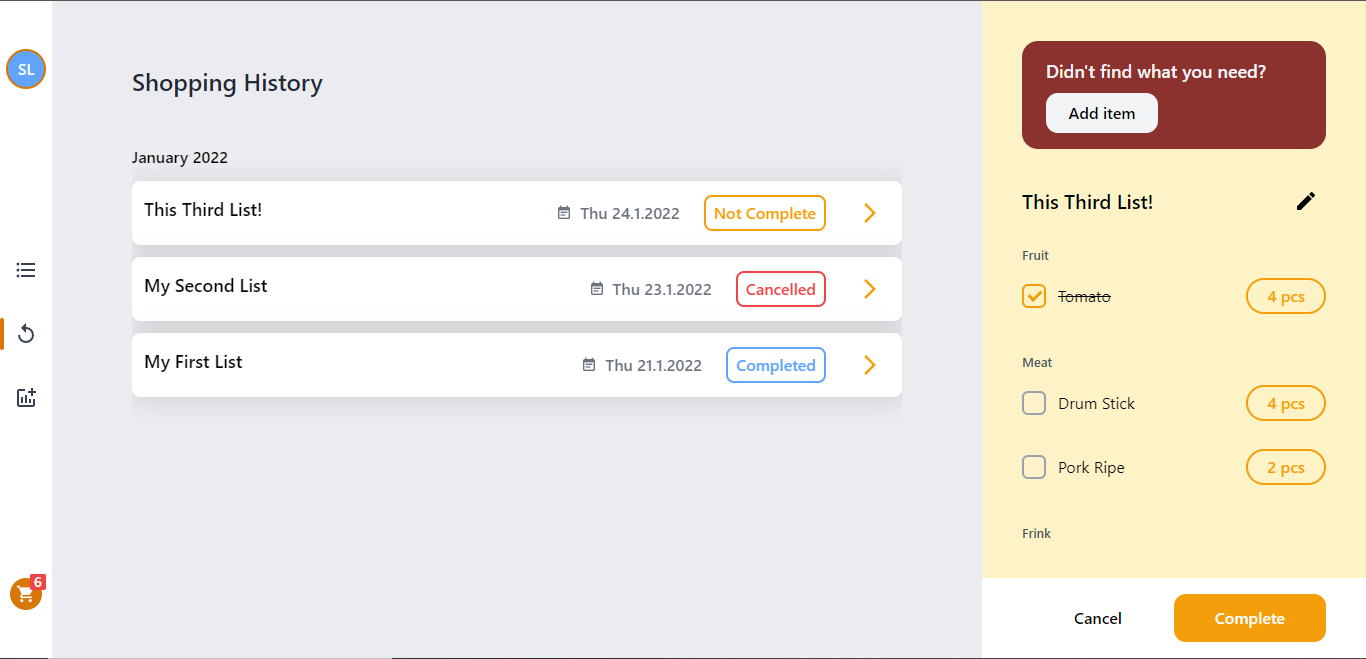 SL
6
Shopping History
January 2022
This Third List! Thu 24.1.2022 Not Complete
My Second List Thu 23.1.2022 Cancelled
My First List Thu 21.1.2022 Completed
Didn't find what you need?
Add item
This Third List!
Fruit
Tomato 4 pcs
Meat
Drum Stick 4 pcs
Pork Ripe 2 pcs
Frink
Cancel Complete